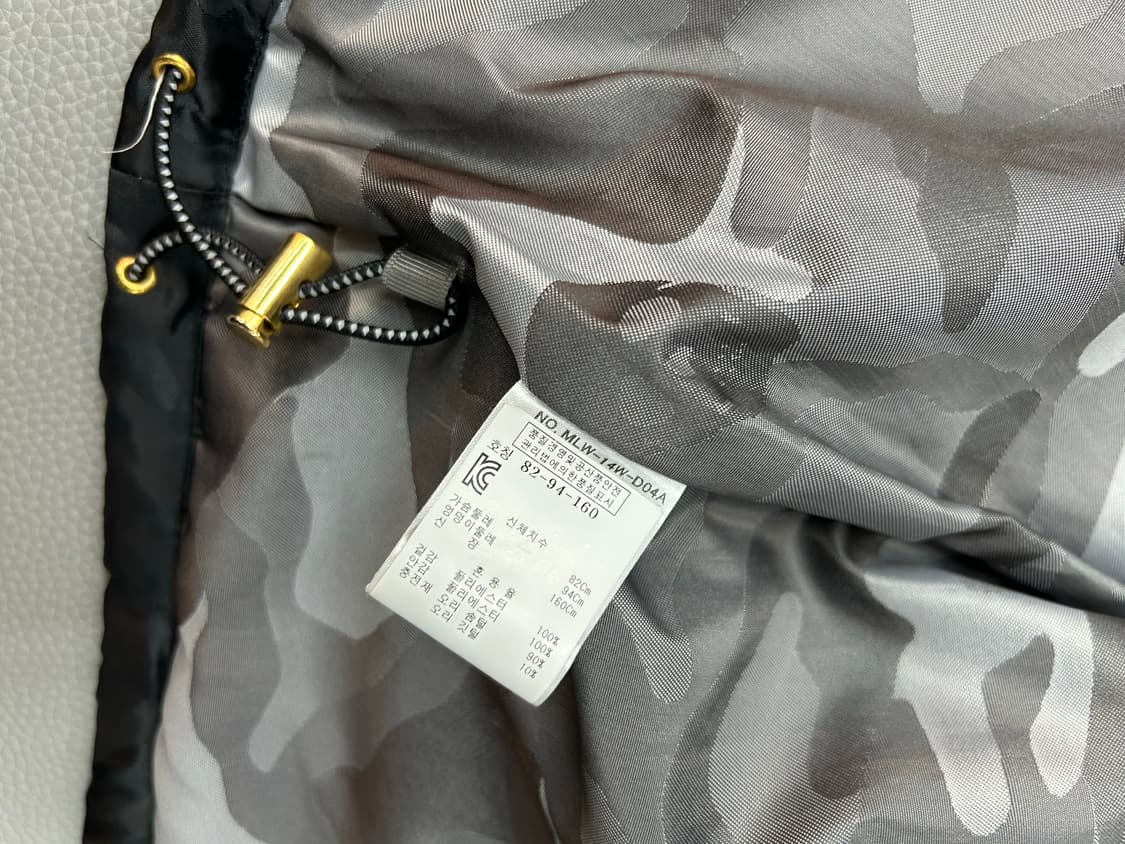 NO. MLW-14W-D04A
품질경영및공산품안전
관리법에의한품질표시
호칭 82-94-160
신체치수
가슴둘레 82Cm
엉덩이둘레 94Cm
신 장 160Cm
혼 용 율
겉감 폴리에스터 100%
안감 폴리에스터 100%
충전재 오리 솜털 90%
오리 깃털 10%